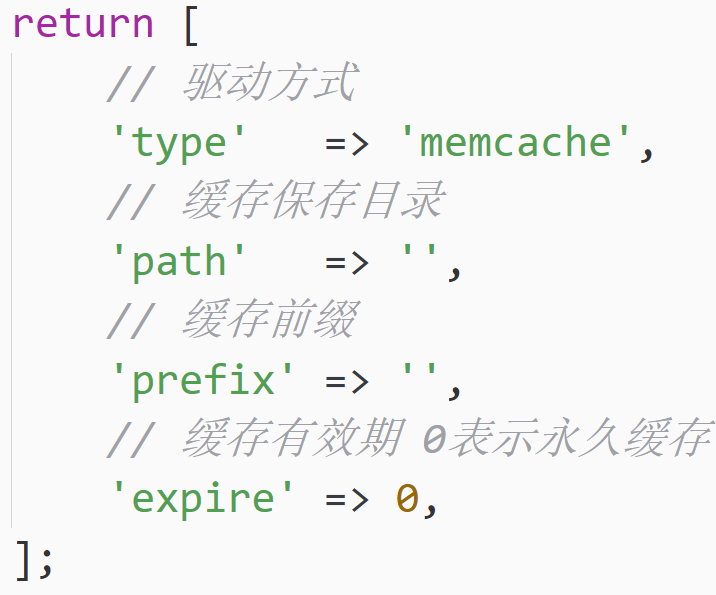 return [
    // 驱动方式
    'type'   => 'memcache',
    // 缓存保存目录
    'path'   => '',
    // 缓存前缀
    'prefix' => '',
    // 缓存有效期 0表示永久缓存
    'expire' => 0,
];